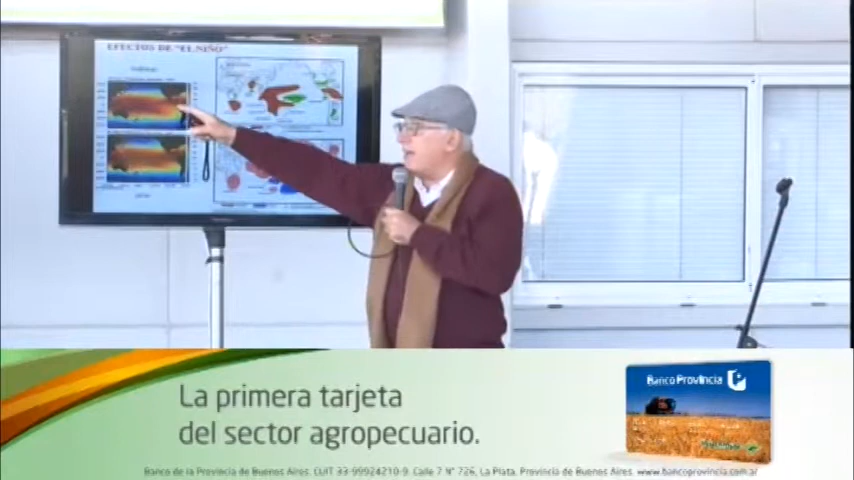 EFECTOS DE "EL NIÑO"
La primera tarjeta
del sector agropecuario.
Banco Provincia
Banco de la Provincia de Buenos Aires. CUIT 33-99924210-9. Calle 7 N° 726, La Plata. Provincia de Buenos Aires. www.bancoprovincia.com.ar